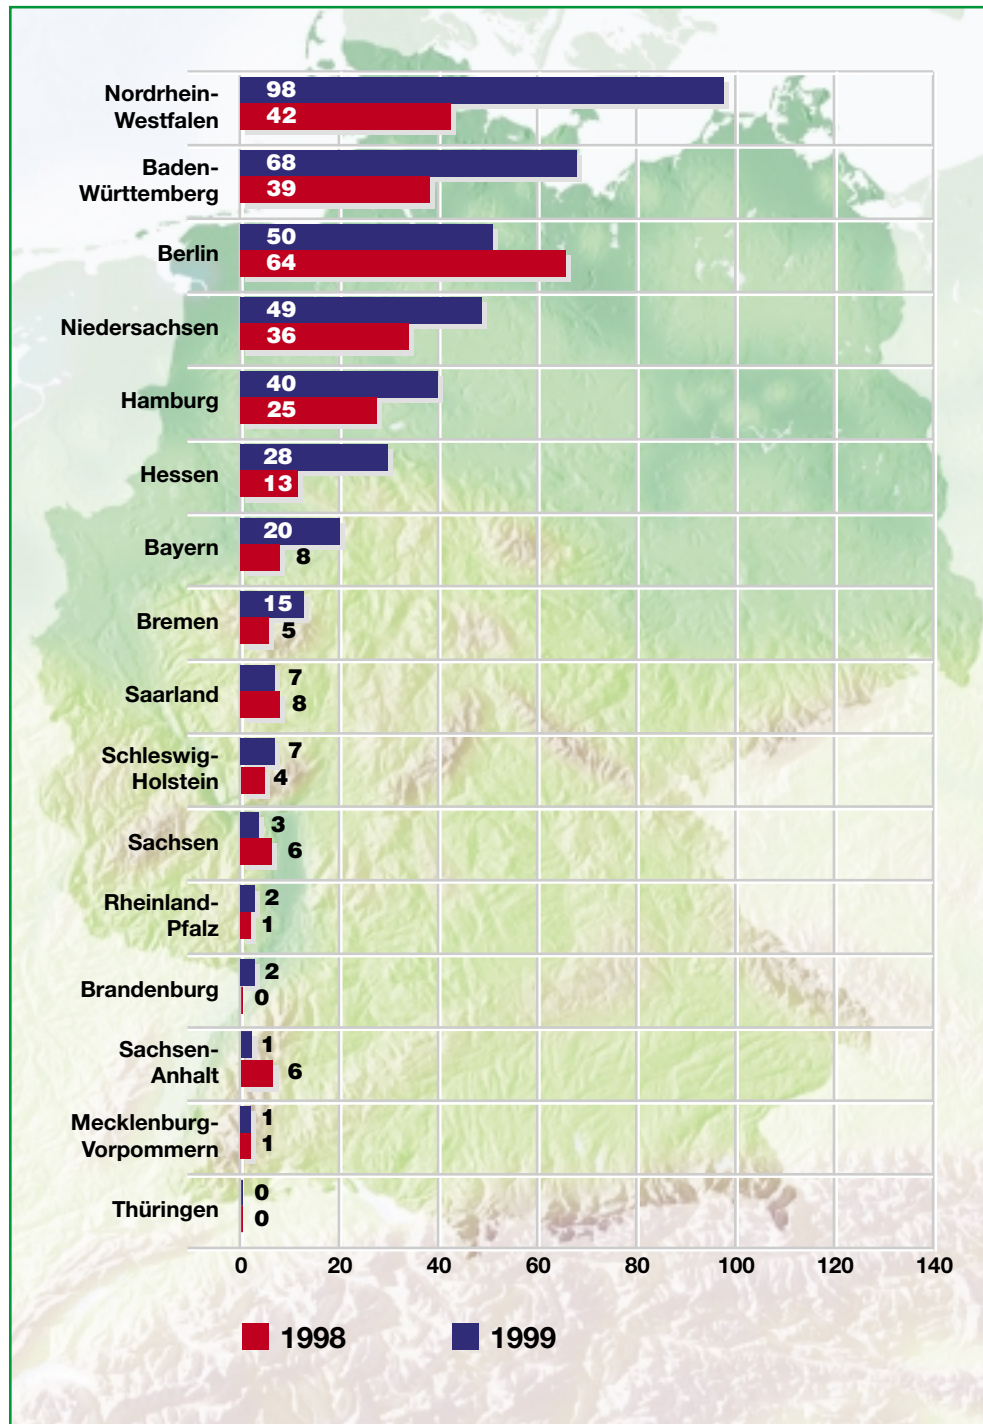 Nordrhein-
Westfalen
98
42
Baden-
Württemberg
68
39
Berlin
50
64
Niedersachsen
49
36
Hamburg
40
25
Hessen
28
13
Bayern
20
8
Bremen
15
5
Saarland
7
8
Schleswig-
Holstein
7
4
Sachsen
3
6
Rheinland-
Pfalz
2
1
Brandenburg
2
0
Sachsen-
Anhalt
1
6
Mecklenburg-
Vorpommern
1
1
Thüringen
0
0
0 20 40 60 80 100 120 140
1998 1999